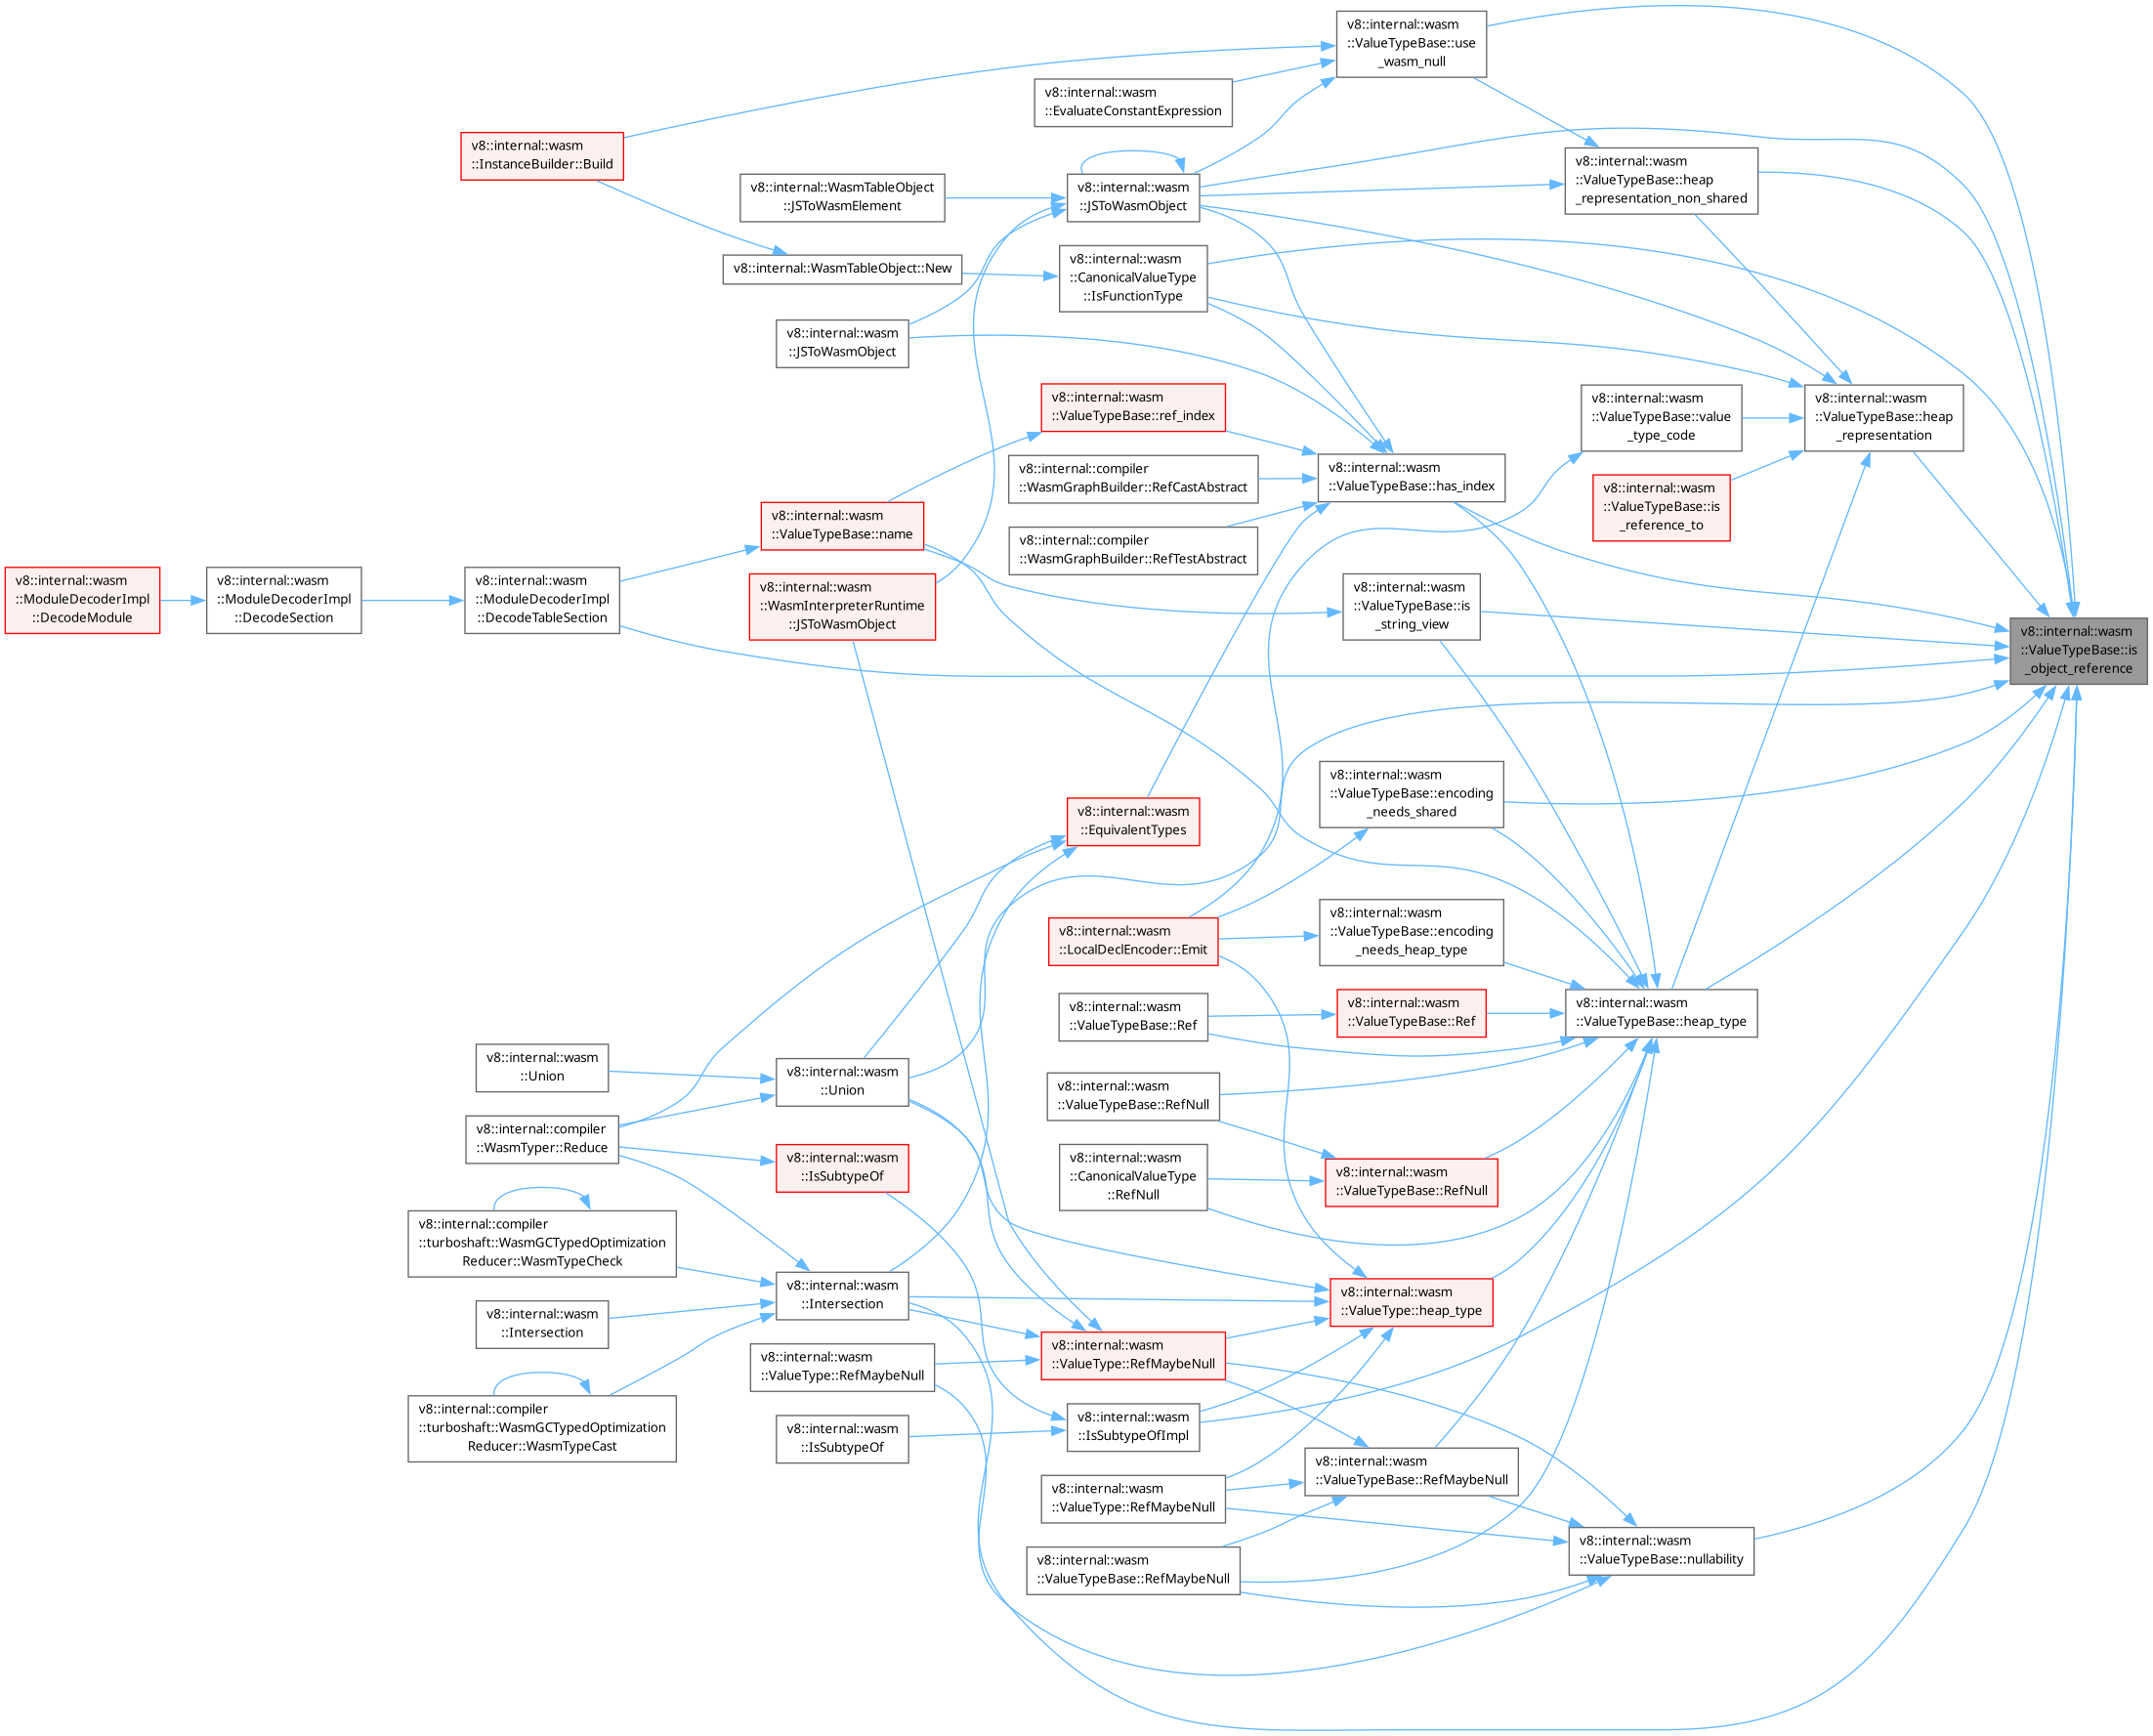 v8::internal::wasm
::ValueTypeBase::use
_wasm_null
v8::internal::wasm
::EvaluateConstantExpression
v8::internal::wasm
::InstanceBuilder::Build
v8::internal::wasm
::ValueTypeBase::heap
_representation_non_shared
v8::internal::WasmTableObject
::JSToWasmElement
v8::internal::wasm
::JSToWasmObject
v8::internal::WasmTableObject::New
v8::internal::wasm
::CanonicalValueType
::IsFunctionType
v8::internal::wasm
::JSToWasmObject
v8::internal::wasm
::ValueTypeBase::ref_index
v8::internal::wasm
::ValueTypeBase::value
_type_code
v8::internal::wasm
::ValueTypeBase::heap
_representation
v8::internal::compiler
::WasmGraphBuilder::RefCastAbstract
v8::internal::wasm
::ValueTypeBase::has_index
v8::internal::wasm
::ValueTypeBase::is
_reference_to
v8::internal::wasm
::ValueTypeBase::name
v8::internal::compiler
::WasmGraphBuilder::RefTestAbstract
v8::internal::wasm
::ModuleDecoderImpl
::DecodeModule
v8::internal::wasm
::ModuleDecoderImpl
::DecodeSection
v8::internal::wasm
::ModuleDecoderImpl
::DecodeTableSection
v8::internal::wasm
::WasmInterpreterRuntime
::JSToWasmObject
v8::internal::wasm
::ValueTypeBase::is
_string_view
v8::internal::wasm
::ValueTypeBase::is
_object_reference
v8::internal::wasm
::EquivalentTypes
v8::internal::wasm
::ValueTypeBase::encoding
_needs_shared
v8::internal::wasm
::LocalDeclEncoder::Emit
v8::internal::wasm
::ValueTypeBase::encoding
_needs_heap_type
v8::internal::wasm
::ValueTypeBase::Ref
v8::internal::wasm
::ValueTypeBase::Ref
v8::internal::wasm
::ValueTypeBase::heap_type
v8::internal::wasm
::Union
v8::internal::wasm
::Union
v8::internal::wasm
::ValueTypeBase::RefNull
v8::internal::compiler
::WasmTyper::Reduce
v8::internal::wasm
::IsSubtypeOf
v8::internal::wasm
::CanonicalValueType
::RefNull
v8::internal::wasm
::ValueTypeBase::RefNull
v8::internal::compiler
::turboshaft::WasmGCTypedOptimization
Reducer::WasmTypeCheck
v8::internal::wasm
::Intersection
v8::internal::wasm
::Intersection
v8::internal::wasm
::ValueType::heap_type
v8::internal::wasm
::ValueType::RefMaybeNull
v8::internal::wasm
::ValueType::RefMaybeNull
v8::internal::compiler
::turboshaft::WasmGCTypedOptimization
Reducer::WasmTypeCast
v8::internal::wasm
::IsSubtypeOf
v8::internal::wasm
::IsSubtypeOfImpl
v8::internal::wasm
::ValueTypeBase::RefMaybeNull
v8::internal::wasm
::ValueType::RefMaybeNull
v8::internal::wasm
::ValueTypeBase::RefMaybeNull
v8::internal::wasm
::ValueTypeBase::nullability